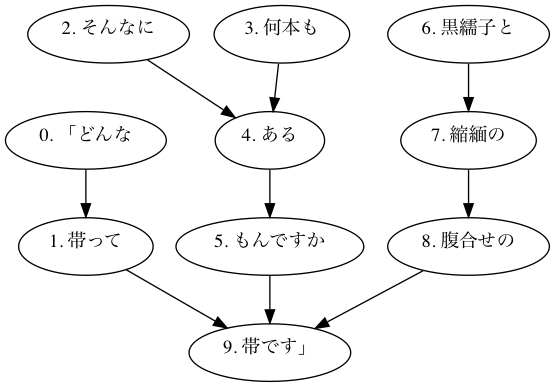 0. 「どんな
1. 帯って
2. そんなに
3. 何本も
4. ある
5. もんですか
6. 黒繻子と
7. 縮緬の
8. 腹合せの
9. 帯です」